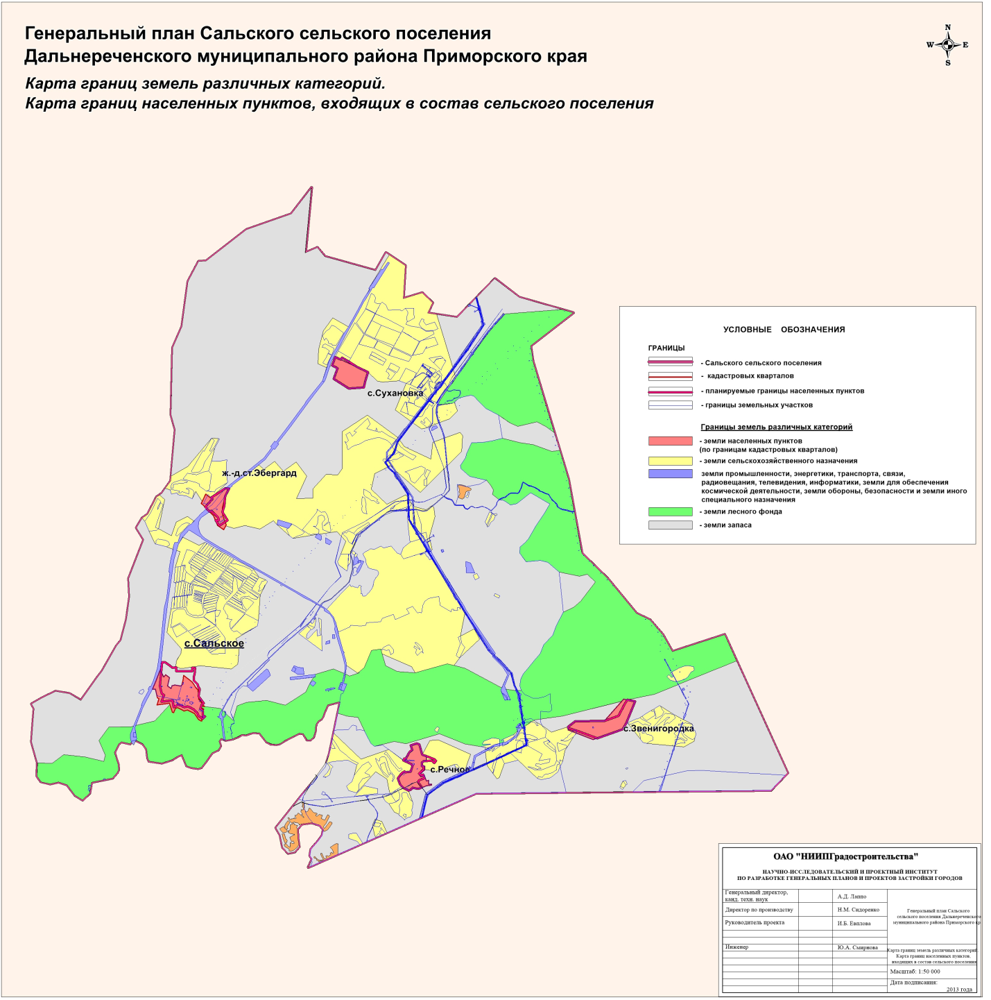 Генеральный план Сальского сельского поселения
Дальнереченского муниципального района Приморского края
Карта границ земель различных категорий.
Карта границ населенных пунктов, входящих в состав сельского поселения
N
W E
S
с.Сухановка
ж.-д.ст.Эбергард
с.Сальское
с.Звенигородка
с.Речное
УСЛОВНЫЕ ОБОЗНАЧЕНИЯ
ГРАНИЦЫ
- Сальского сельского поселения
- кадастровых кварталов
- планируемые границы населенных пунктов
- границы земельных участков
Границы земель различных категорий
- земли населенных пунктов
(по границам кадастровых кварталов)
- земли сельскохозяйственного назначения
земли промышленности, энергетики, транспорта, связи,
радиовещания, телевидения, информатики, земли для обеспечения
космической деятельности, земли обороны, безопасности и земли иного
специального назначения
- земли лесного фонда
- земли запаса
ОАО "НИИПГрадостроительства"
НАУЧНО-ИССЛЕДОВАТЕЛЬСКИЙ И ПРОЕКТНЫЙ ИНСТИТУТ
ПО РАЗРАБОТКЕ ГЕНЕРАЛЬНЫХ ПЛАНОВ И ПРОЕКТОВ ЗАСТРОЙКИ ГОРОДОВ
Генеральный директор,
канд. техн. наук
А.Д. Лаппо
Директор по производству
Н.М. Сидоренко
Руководитель проекта
И.Б. Евплова
Инженер
Ю.А. Смирнова
Генеральный план Сальского
сельского поселения Дальнереченского
муниципального района Приморского кр
Карта границ земель различных категорий.
Карта границ населенных пунктов,
входящих в состав сельского поселения
Масштаб: 1:50 000
Дата подписания:
2013 года